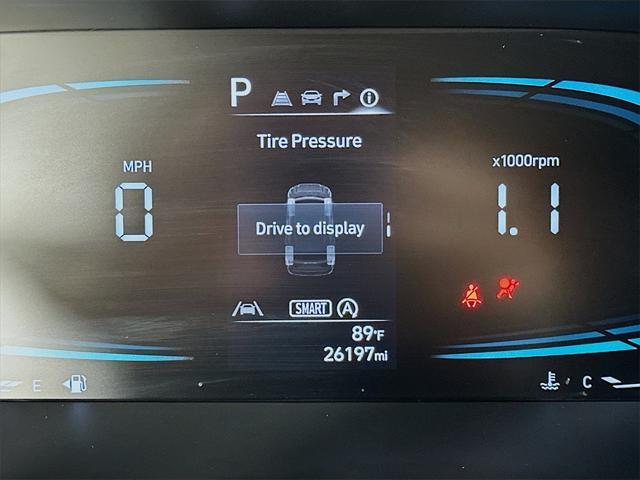 P
Tire Pressure
MPH
x1000rpm
0
1.1
Drive to display
SMART A
89°F
26197mi
E
C